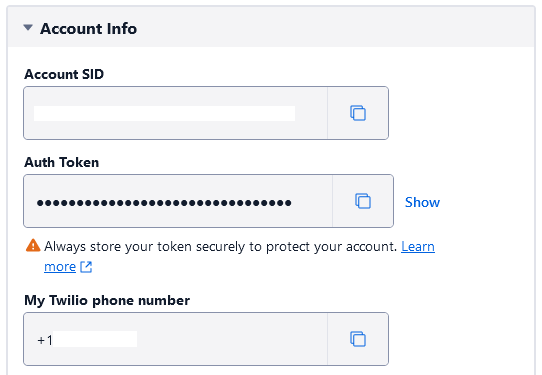 Account Info
Account SID
Auth Token
•••••••••••••••••••••••••••••••• Show
Always store your token securely to protect your account. Learn
more
My Twilio phone number
+1